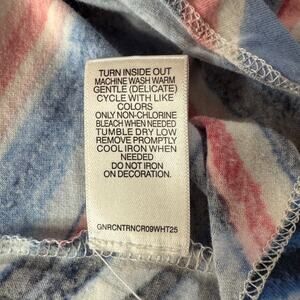 TURN INSIDE OUT
MACHINE WASH WARM
GENTLE (DELICATE)
CYCLE WITH LIKE
COLORS
ONLY NON-CHLORINE
BLEACH WHEN NEEDED
TUMBLE DRY LOW
REMOVE PROMPTLY
COOL IRON WHEN
NEEDED
DO NOT IRON
ON DECORATION.
GNRCNTRNCR09WHT25